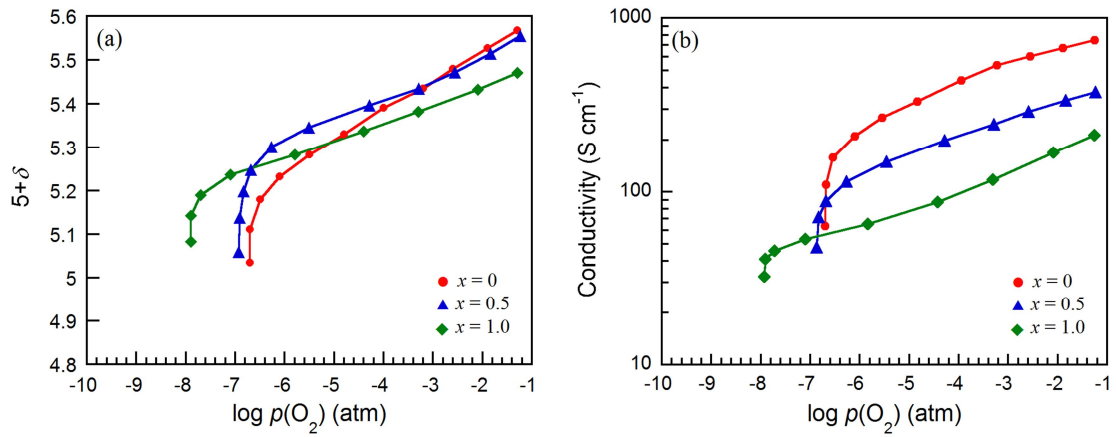 (a)
5.6
5.5
5.4
5.3
5.2
5.1
5
4.9
4.8
5+δ
-10 -9 -8 -7 -6 -5 -4 -3 -2 -1
log p(O₂) (atm)
x = 0
x = 0.5
x = 1.0
(b)
1000
100
10
Conductivity (S cm⁻¹)
-10 -9 -8 -7 -6 -5 -4 -3 -2 -1
log p(O₂) (atm)
x = 0
x = 0.5
x = 1.0